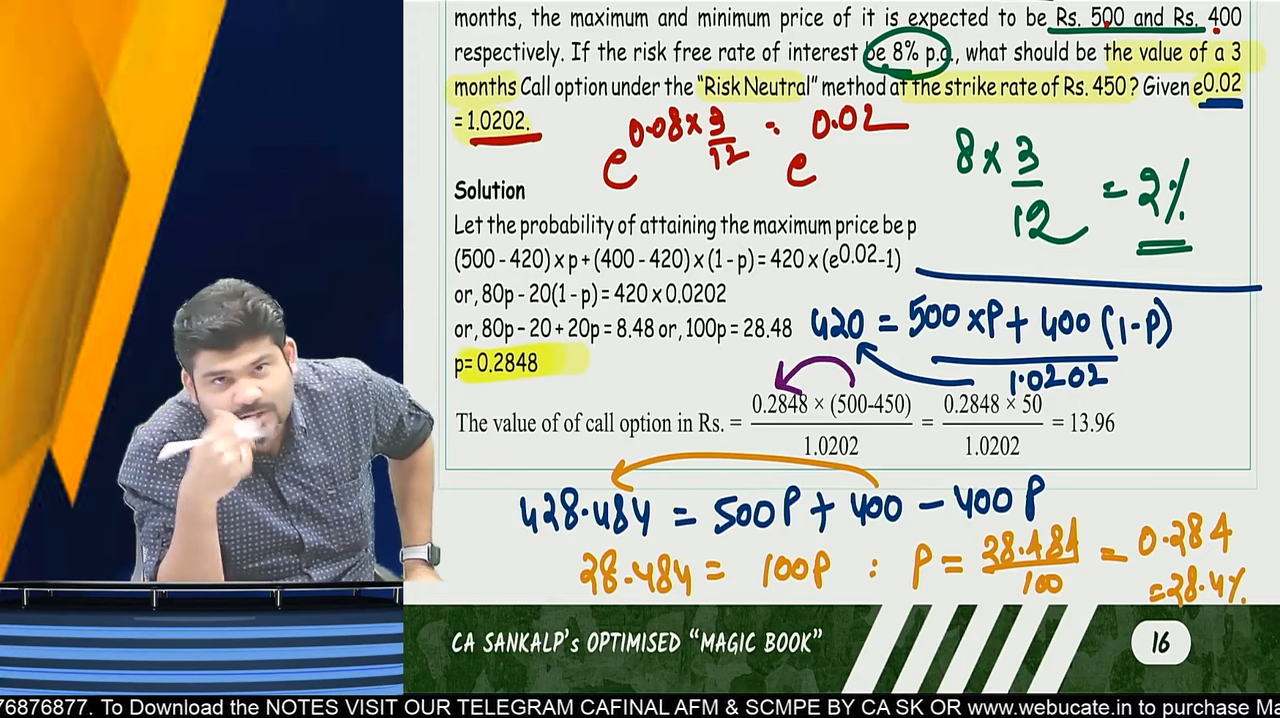 months, the maximum and minimum price of it is expected to be Rs. 500 and Rs. 400
respectively. If the risk free rate of interest be 8% p.a., what should be the value of a 3
months Call option under the “Risk Neutral” method at the strike rate of Rs. 450 ? Given e0.02
= 1.0202.
e^0.08×3/12 = e^0.02
8 × 3/12 = 2%
Solution
Let the probability of attaining the maximum price be p
(500 - 420) × p + (400 - 420) × (1 - p) = 420 × (e0.02-1)
or, 80p - 20(1 - p) = 420 x 0.0202
or, 80p - 20 + 20p = 8.48 or, 100p = 28.48
p= 0.2848
420 = 500 × P + 400 (1-P)
1.0202
The value of of call option in Rs. = 0.2848 × (500-450) / 1.0202 = 0.2848 × 50 / 1.0202 = 13.96
428.484 = 500P + 400 - 400P
28.484 = 100P : P = 28.484/100 = 0.284
=28.4%
CA SANKALP's OPTIMISED “MAGIC BOOK”
16
76876877. To Download the NOTES VISIT OUR TELEGRAM CAFINAL AFM & SCMPE BY CA SK OR www.webucate.in to purchase Ma